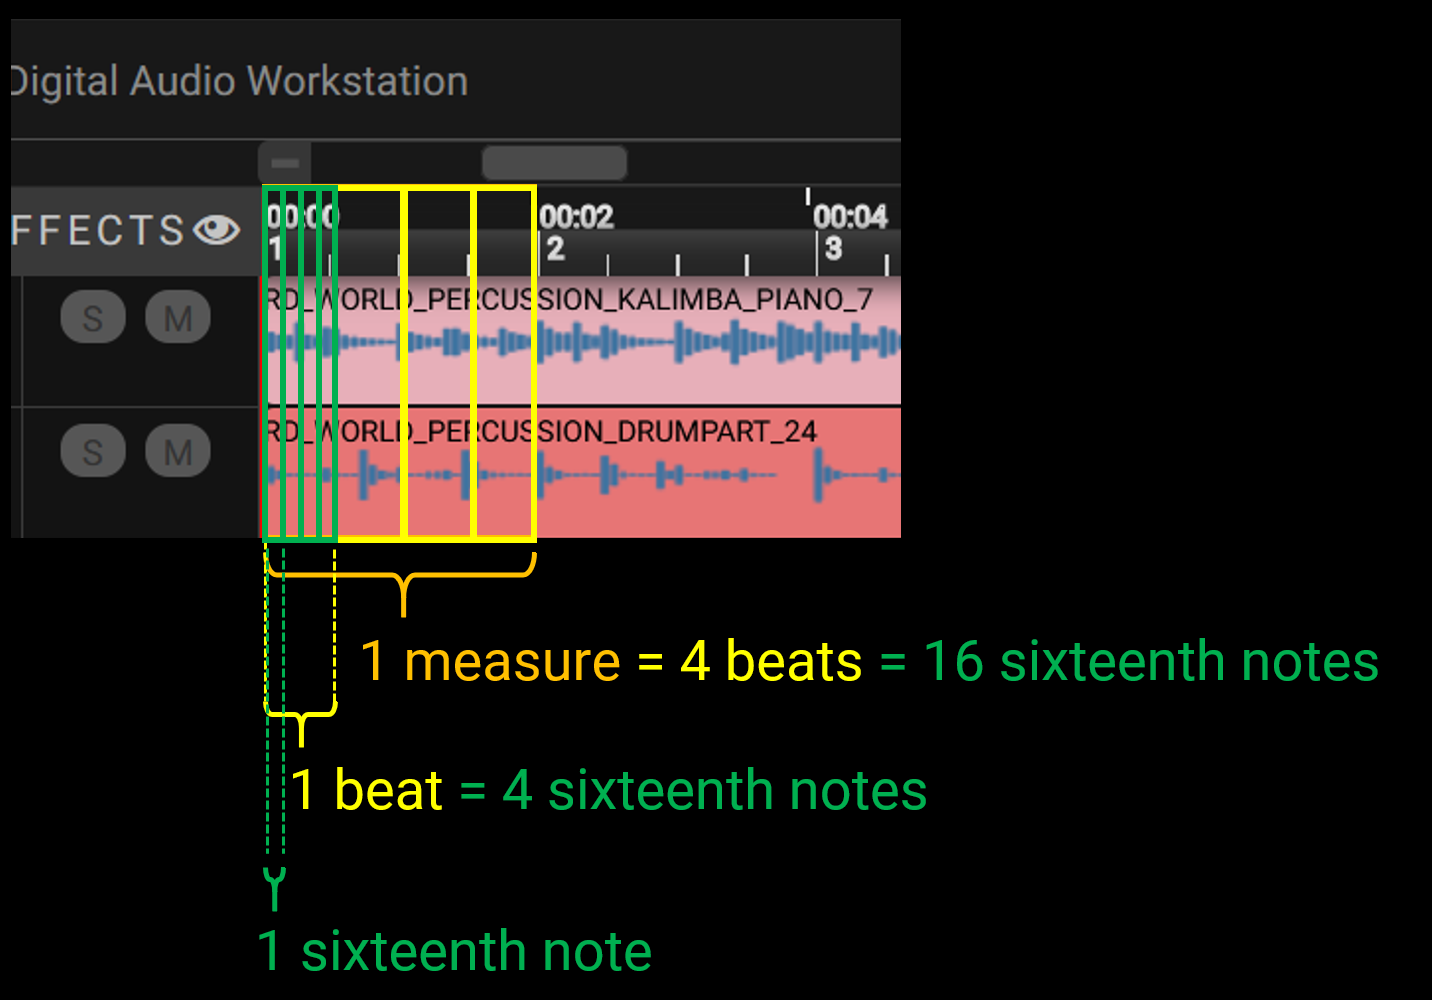 Digital Audio Workstation
FFECTS
00:00 00:02 00:04
1 2 3
S M
RD_WORLD_PERCUSSION_KALIMBA_PIANO_7
S M
RD_WORLD_PERCUSSION_DRUMPART_24
1 measure = 4 beats = 16 sixteenth notes
1 beat = 4 sixteenth notes
1 sixteenth note